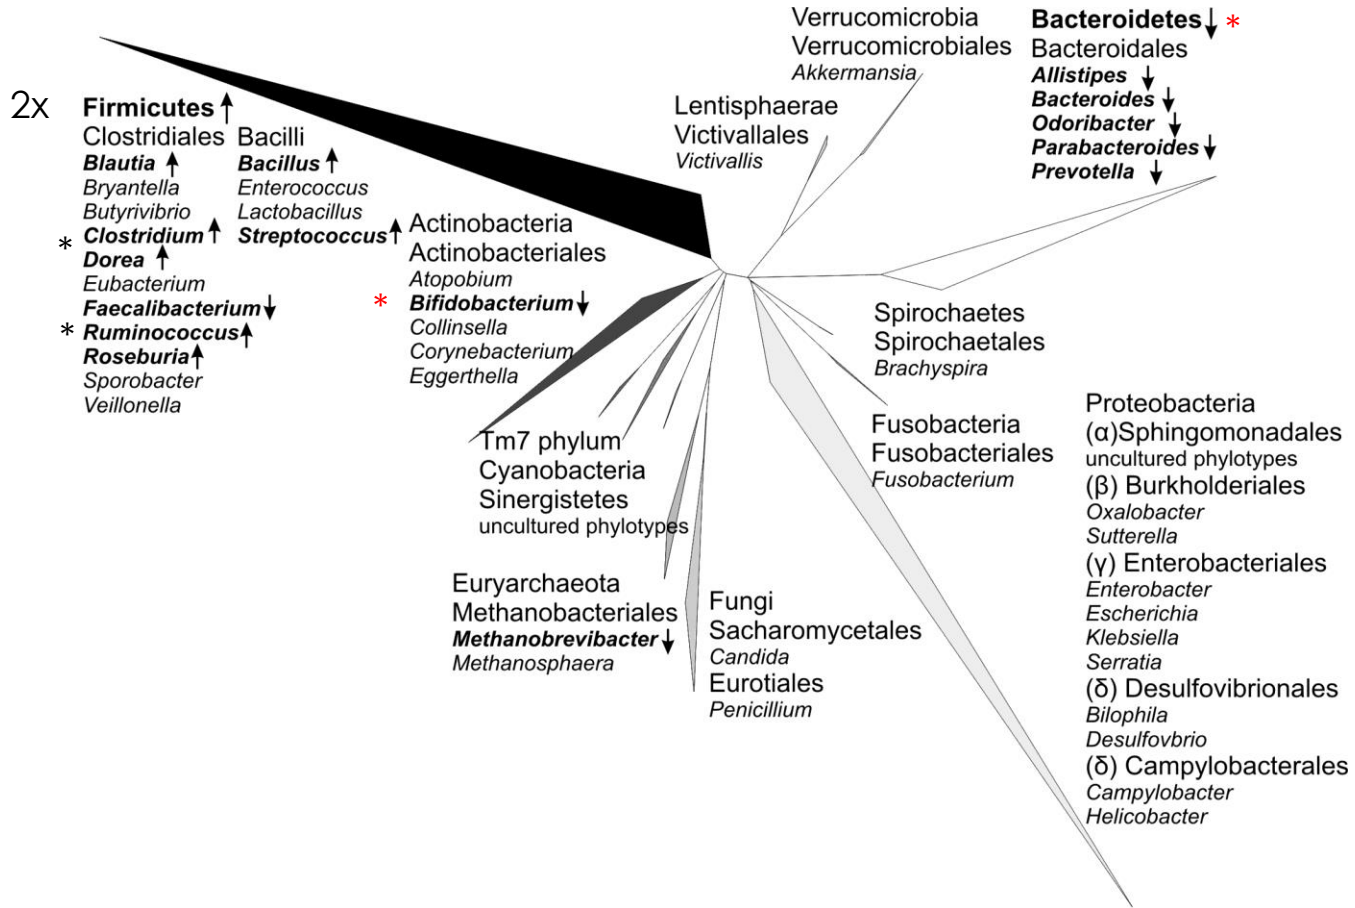 2x
Firmicutes ↑
Clostridiales
Blautia ↑
Bryantella
Butyrivibrio
* Clostridium ↑
Dorea ↑
Eubacterium
Faecalibacterium ↓
* Ruminococcus ↑
Roseburia ↑
Sporobacter
Veillonella
Bacilli
Bacillus ↑
Enterococcus
Lactobacillus
Streptococcus ↑
Actinobacteria
Actinobacteriales
Atopobium
* Bifidobacterium ↓
Collinsella
Corynebacterium
Eggerthella
Lentisphaerae
Victivallales
Victivallis
Verrucomicrobia
Verrucomicrobiales
Akkermansia
Bacteroidetes ↓ *
Bacteroidales
Allistipes ↓
Bacteroides ↓
Odoribacter ↓
Parabacteroides ↓
Prevotella ↓
Tm7 phylum
Cyanobacteria
Sinergistetes
uncultured phylotypes
Euryarchaeota
Methanobacteriales
Methanobrevibacter ↓
Methanosphaera
Fungi
Sacharomycetales
Candida
Eurotiales
Penicillium
Spirochaetes
Spirochaetales
Brachyspira
Fusobacteria
Fusobacteriales
Fusobacterium
Proteobacteria
(α)Sphingomonadales
uncultured phylotypes
(β) Burkholderiales
Oxalobacter
Sutterella
(γ) Enterobacteriales
Enterobacter
Escherichia
Klebsiella
Serratia
(δ) Desulfovibrionales
Bilophila
Desulfovbrio
(δ) Campylobacterales
Campylobacter
Helicobacter